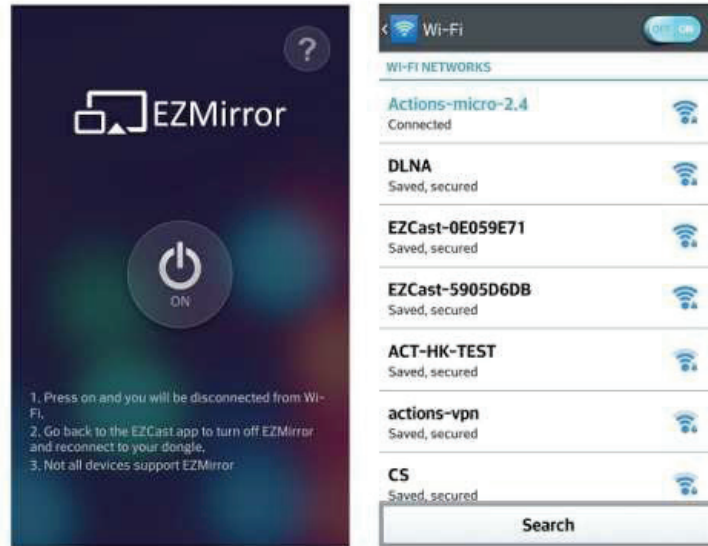 ?
EZMirror
ON
1. Press on and you will be disconnected from Wi-
Fi.
2. Go back to the EZCast app to turn off EZMirror
and reconnect to your dongle.
3. Not all devices support EZMirror
Wi-Fi
OFF ON
WI-FI NETWORKS
Actions-micro-2.4
Connected
DLNA
Saved, secured
EZCast-0E059E71
Saved, secured
EZCast-5905D6DB
Saved, secured
ACT-HK-TEST
Saved, secured
actions-vpn
Saved, secured
CS
Saved, secured
Search